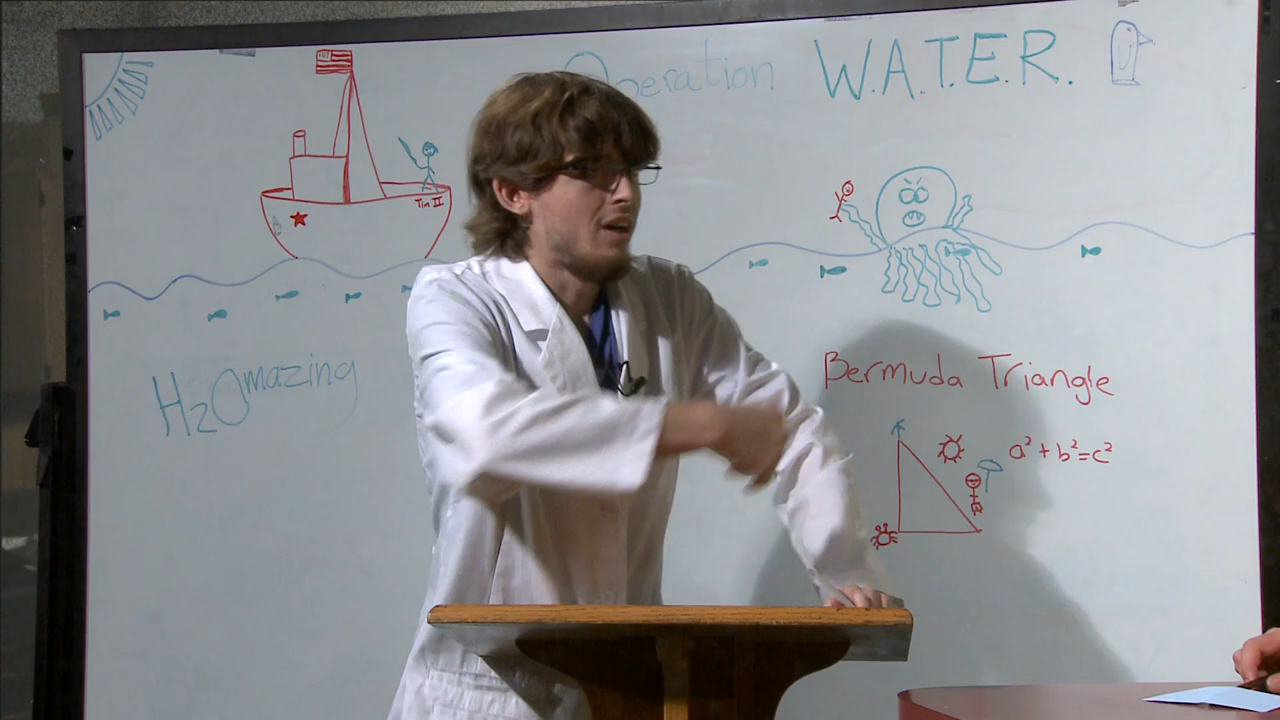 Operation W.A.T.E.R.
Tin II
H₂Omazing
Bermuda Triangle
a²+b²=c²